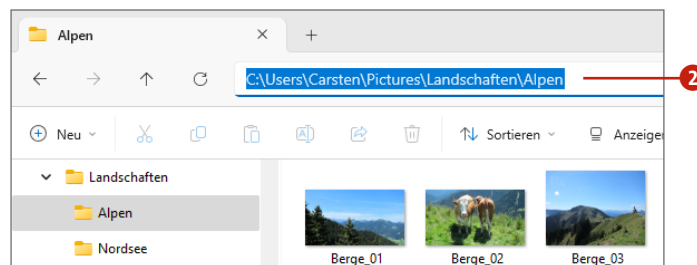 Alpen
C:\Users\Carsten\Pictures\Landschaften\Alpen
2
Neu
Sortieren
Anzeigen
Landschaften
Alpen
Nordsee
Berge_01
Berge_02
Berge_03